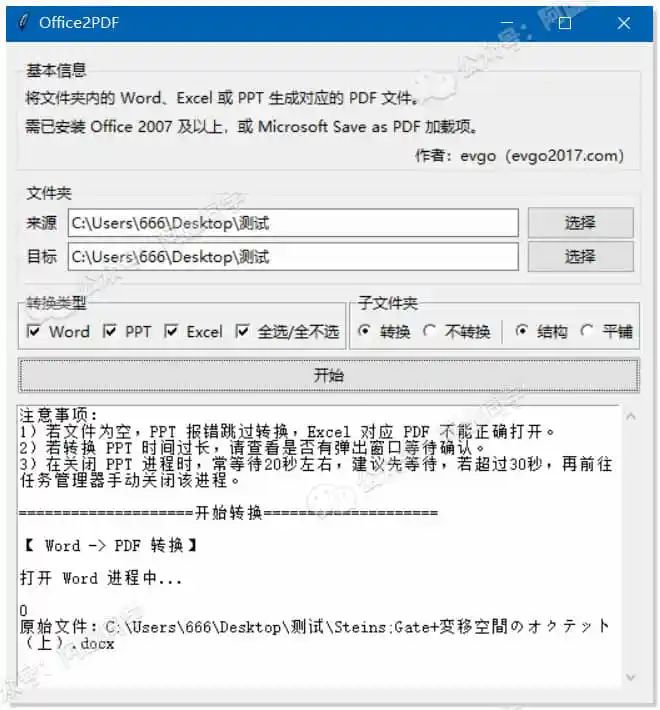 Office2PDF
基本信息
将文件夹内的 Word、Excel 或 PPT 生成对应的 PDF 文件。
需已安装 Office 2007 及以上，或 Microsoft Save as PDF 加载项。
作者：evgo（evgo2017.com）
文件夹
来源 C:\Users\666\Desktop\测试 选择
目标 C:\Users\666\Desktop\测试 选择
转换类型 子文件夹
Word PPT Excel 全选/全不选 转换 不转换 结构 平铺
开始
注意事项：
1）若文件为空，PPT 报错跳过转换，Excel 对应 PDF 不能正确打开。
2）若转换 PPT 时间过长，请查看是否有弹出窗口等待确认。
3）在关闭 PPT 进程时，常等待20秒左右，建议先等待，若超过30秒，再前往
任务管理器手动关闭该进程。
====================开始转换====================
【 Word -> PDF 转换】
打开 Word 进程中...
0
原始文件：C:\Users\666\Desktop\测试\Steins;Gate+変移空間のオクテット
（上）.docx